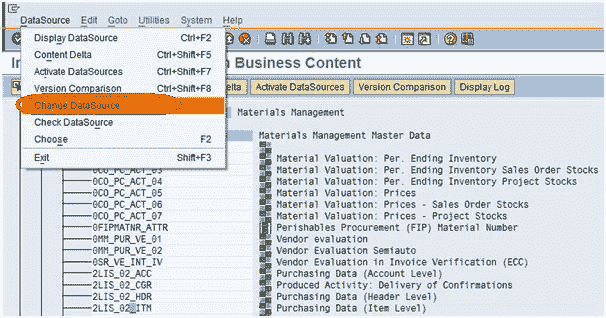 DataSource Edit Goto Utilities System Help
Display DataSource Ctrl+F2
Content Delta Ctrl+Shift+F5
Activate DataSources Ctrl+Shift+F7
Version Comparison Ctrl+Shift+F8
Change DataSource
Check DataSource
Choose F2
Exit Shift+F3
In Business Content
lta Activate DataSources Version Comparison Display Log
Materials Management
Materials Management Master Data
Material Valuation: Per. Ending Inventory
0CO_PC_ACT_03 Material Valuation: Per. Ending Inventory Sales Order Stocks
0CO_PC_ACT_04 Material Valuation: Per. Ending Inventory Project Stocks
0CO_PC_ACT_05 Material Valuation: Prices
0CO_PC_ACT_06 Material Valuation: Prices - Sales Order Stocks
0CO_PC_ACT_07 Material Valuation: Prices - Project Stocks
0FIPMATNR_ATTR Perishables Procurement (FIP) Material Number
0MM_PUR_VE_01 Vendor evaluation
0MM_PUR_VE_02 Vendor Evaluation Semiauto
0SR_VE_INT_IV Vendor Evaluation in Invoice Verification (ECC)
2LIS_02_ACC Purchasing Data (Account Level)
2LIS_02_CGR Produced Activity: Delivery of Confirmations
2LIS_02_HDR Purchasing Data (Header Level)
2LIS_02_ITM Purchasing Data (Item Level)